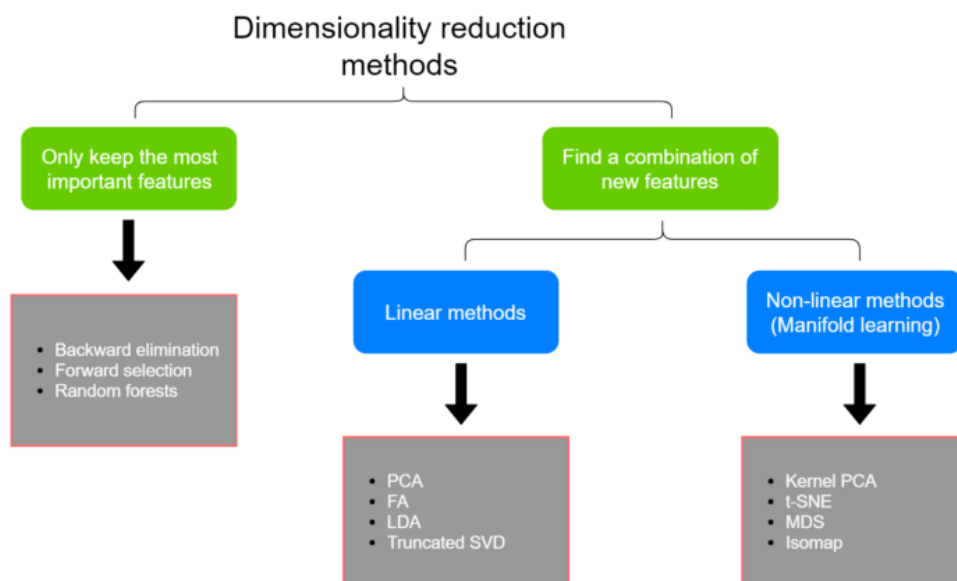 Dimensionality reduction
methods
Only keep the most
important features
Find a combination of
new features
Linear methods
Non-linear methods
(Manifold learning)
• Backward elimination
• Forward selection
• Random forests
• PCA
• FA
• LDA
• Truncated SVD
• Kernel PCA
• t-SNE
• MDS
• Isomap